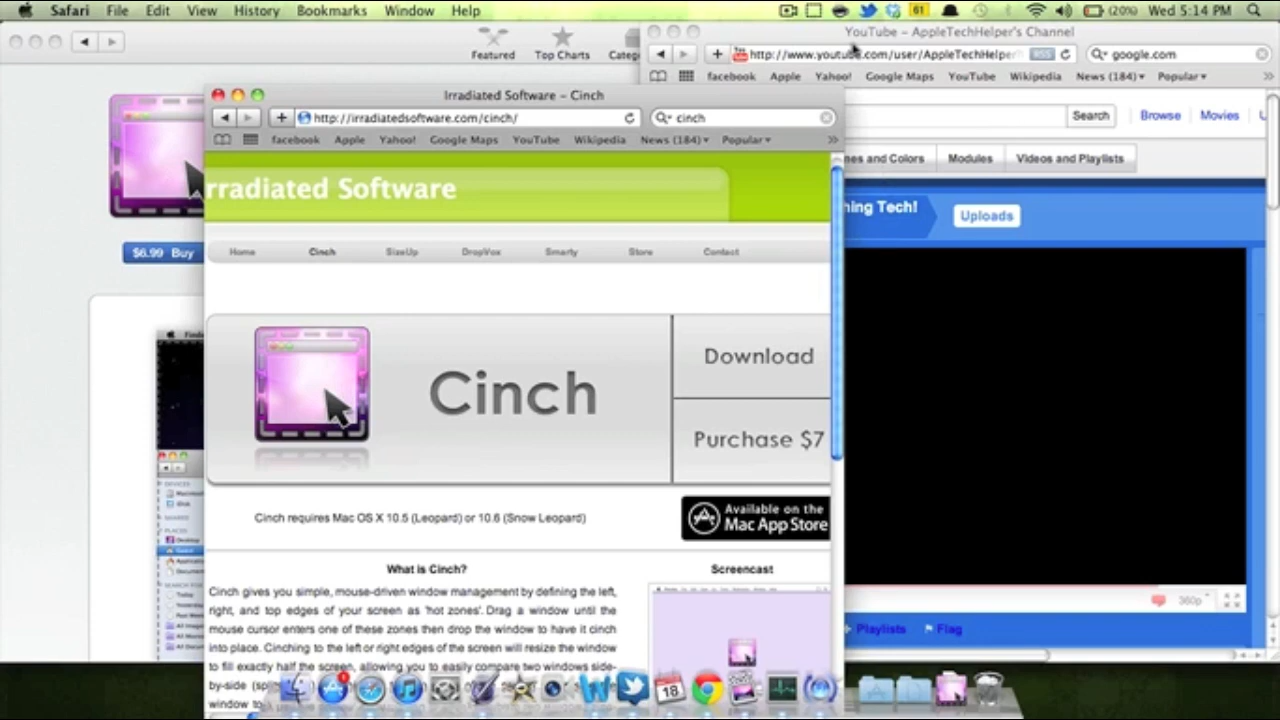 Safari File Edit View History Bookmarks Window Help
61 (20%) Wed 5:14 PM
YouTube – AppleTechHelper's Channel
Featured Top Charts
http://www.youtube.com/user/AppleTechHelper RSS google.com
facebook Apple Yahoo! Google Maps YouTube Wikipedia News (184) Popular
Irradiated Software – Cinch
http://irradiatedsoftware.com/cinch/ cinch
facebook Apple Yahoo! Google Maps YouTube Wikipedia News (184) Popular
Search Browse Movies
and Colors Modules Videos and Playlists
rradiated Software
hing Tech! Uploads
$6.99 Buy
Home Cinch SizeUp DropVox Smarty Store Contact
Cinch
Download
Purchase $7
Cinch requires Mac OS X 10.5 (Leopard) or 10.6 (Snow Leopard)
Available on the
Mac App Store
What is Cinch?
Screencast
Cinch gives you simple, mouse-driven window management by defining the left,
right, and top edges of your screen as 'hot zones'. Drag a window until the
mouse cursor enters one of these zones then drop the window to have it cinch
into place. Cinching to the left or right edges of the screen will resize the window
to fill exactly half the screen, allowing you to easily compare two windows side-
by-side
window to
360p
Playlists Flag
18